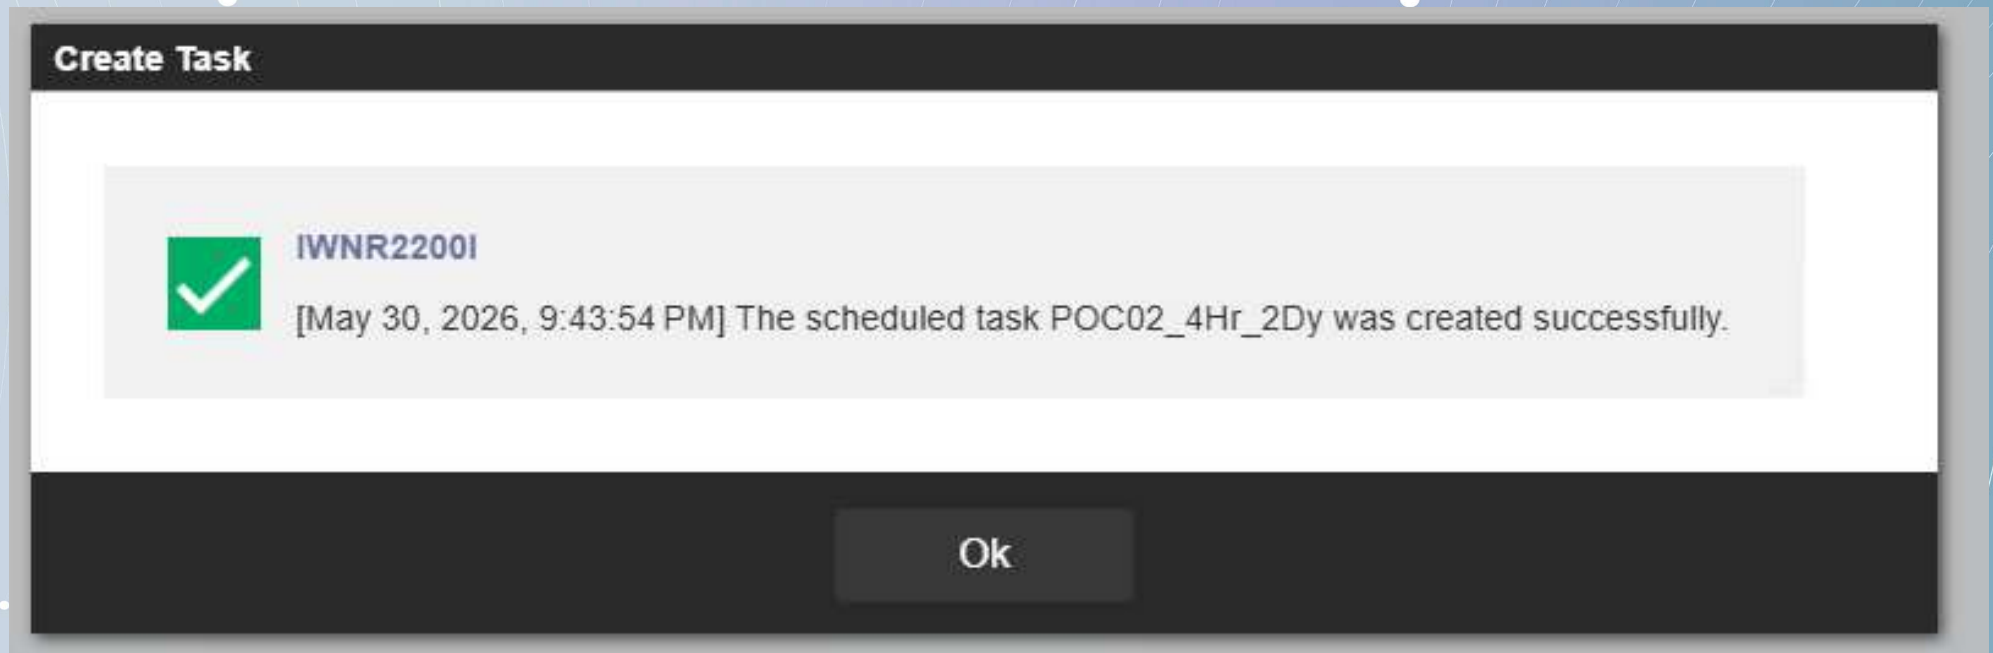 Create Task
IWNR2200I
[May 30, 2026, 9:43:54 PM] The scheduled task POC02_4Hr_2Dy was created successfully.
Ok